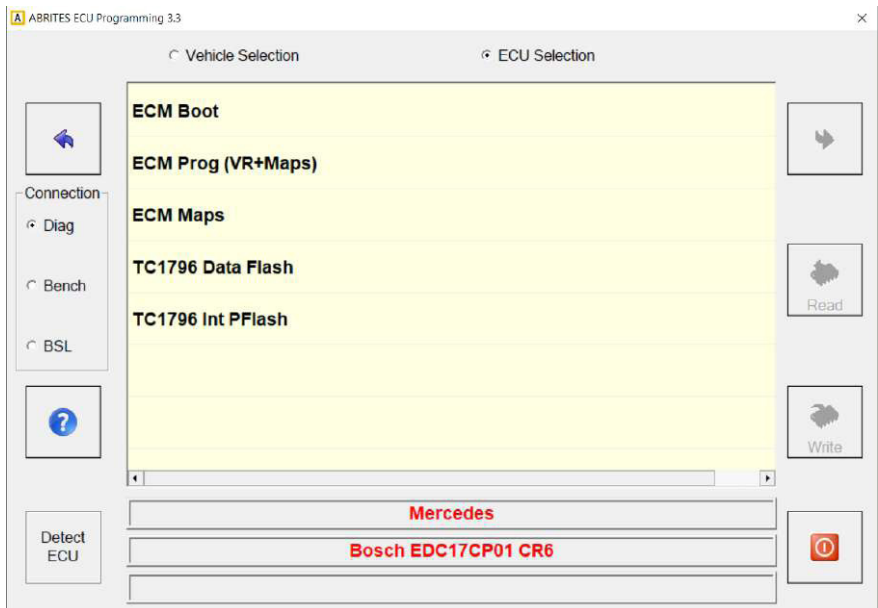 A ABRITES ECU Programming 3.3
Vehicle Selection
ECU Selection
ECM Boot
ECM Prog (VR+Maps)
ECM Maps
TC1796 Data Flash
TC1796 Int PFlash
Connection
Diag
Bench
BSL
?
Detect
ECU
Read
Write
Mercedes
Bosch EDC17CP01 CR6